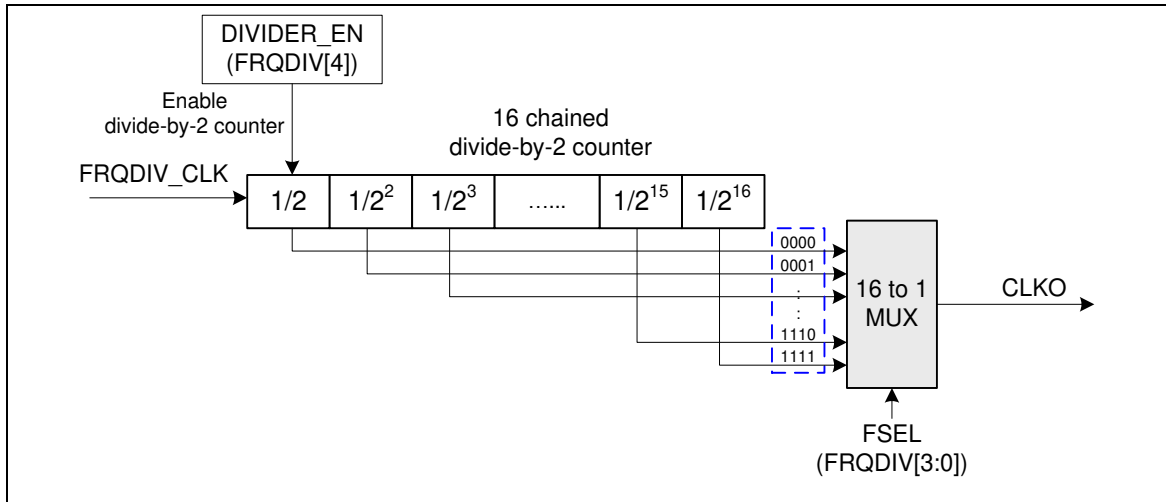 DIVIDER_EN
(FRQDIV[4])
Enable
divide-by-2 counter
16 chained
divide-by-2 counter
FRQDIV_CLK
1/2 1/2² 1/2³ …... 1/2¹⁵ 1/2¹⁶
0000
0001
:
:
1110
1111
16 to 1
MUX
CLKO
FSEL
(FRQDIV[3:0])